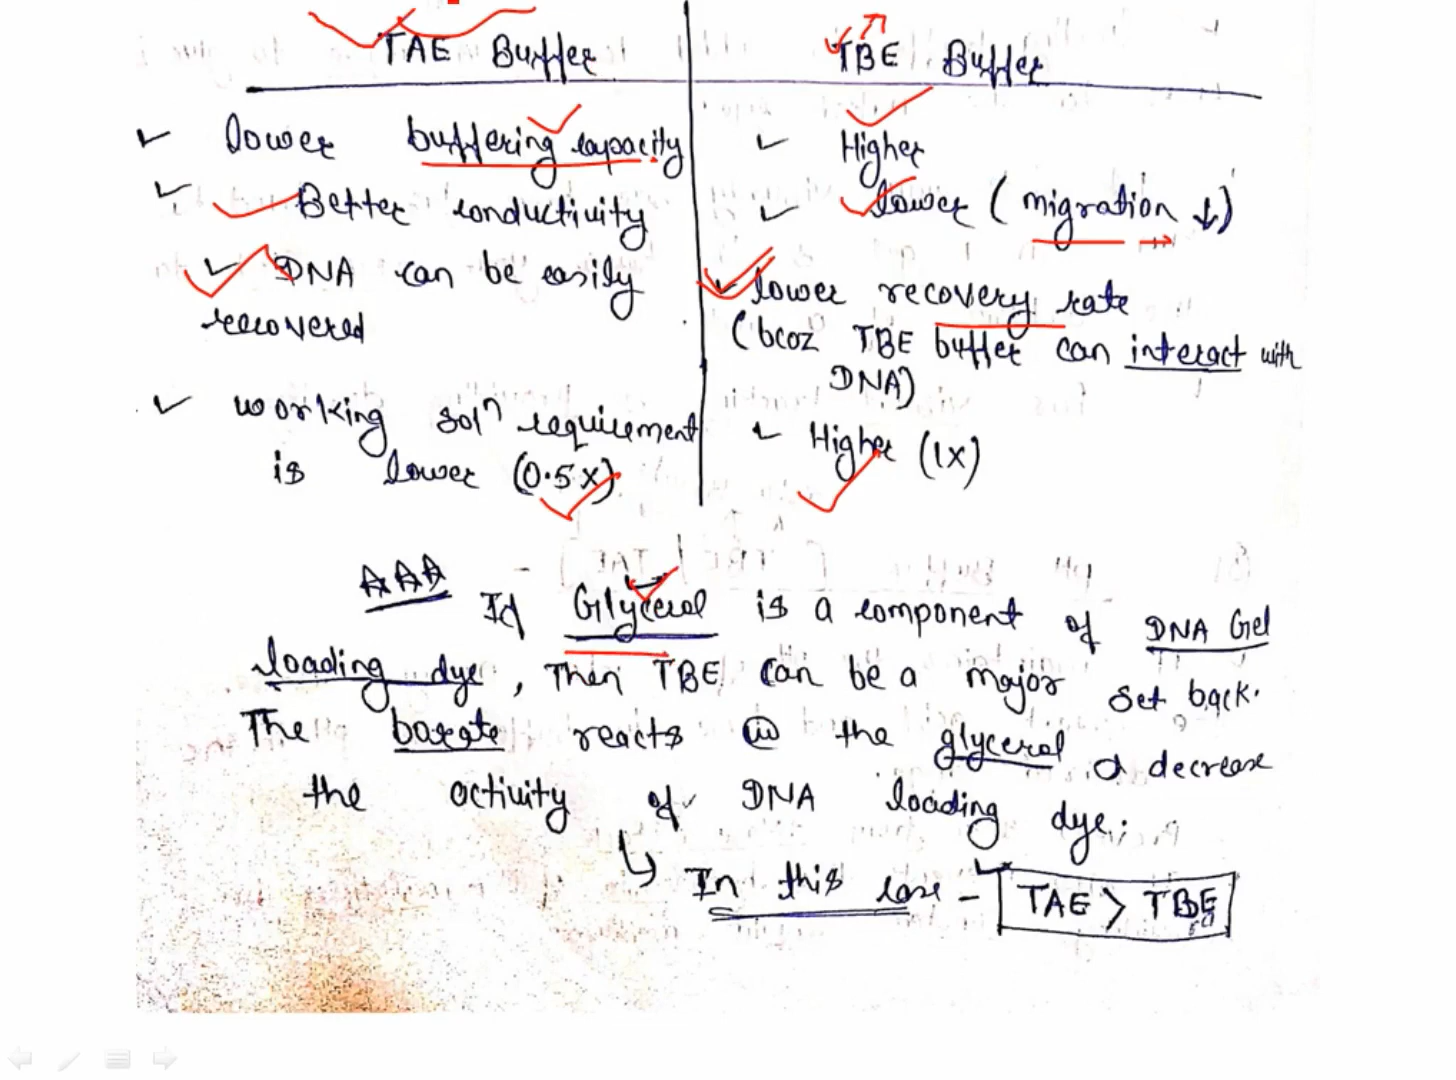 TAE Buffer
TBE Buffer
✓ lower buffering capacity
✓ Higher
✓ Better conductivity
✓ lower (migration ↓)
✓ DNA can be easily
recovered
✓ lower recovery rate
(bcoz TBE buffer can interact with
DNA)
✓ working solⁿ requirement
is lower (0.5x)
✓ Higher (1x)
If Glycerol is a component of DNA Gel
loading dye, then TBE can be a major set back.
The borate reacts the glycerol & decrease
the activity of DNA loading dye.
↳ In this case - TAE > TBE